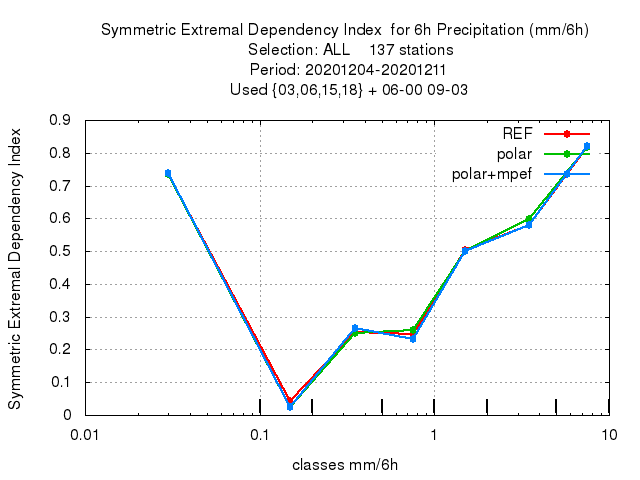 Symmetric Extremal Dependency Index  for 6h Precipitation (mm/6h)
Selection: ALL    137 stations
Period: 20201204-20201211
Used {03,06,15,18} + 06-00 09-03
Symmetric Extremal Dependency Index
0.9
0.8
0.7
0.6
0.5
0.4
0.3
0.2
0.1
0
REF
polar
polar+mpef
0.01
0.1
1
10
classes mm/6h